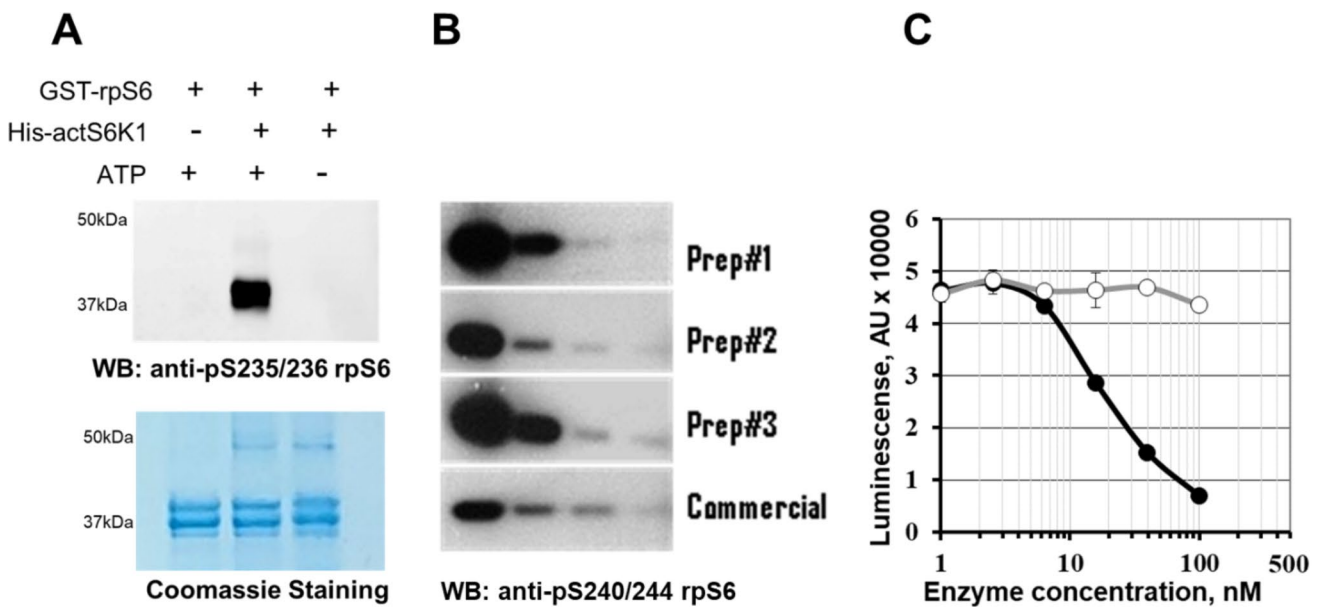 A
GST-rpS6 + + +
His-actS6K1 - + +
ATP + + -
50kDa
37kDa
WB: anti-pS235/236 rpS6
50kDa
37kDa
Coomassie Staining
B
Prep#1
Prep#2
Prep#3
Commercial
WB: anti-pS240/244 rpS6
C
Luminescense, AU x 10000
6
5
4
3
2
1
0
1 10 100 500
Enzyme concentration, nM